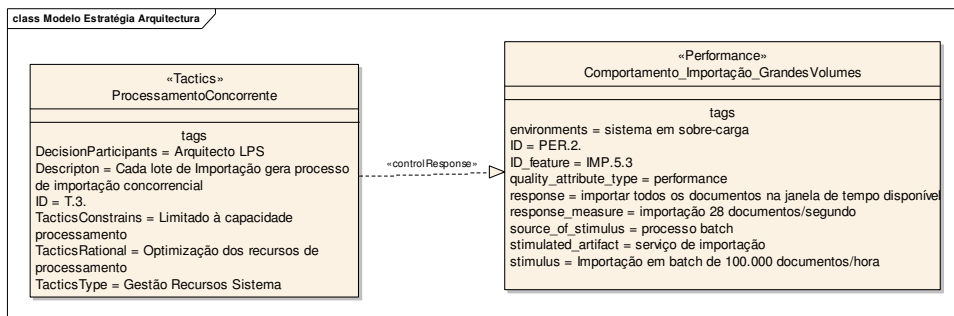 class Modelo Estratégia Arquitectura
«Tactics»
ProcessamentoConcorrente
tags
DecisionParticipants = Arquitecto LPS
Descripton = Cada lote de Importação gera processo
de importação concorrencial
ID = T.3.
TacticsConstrains = Limitado à capacidade
processamento
TacticsRational = Optimização dos recursos de
processamento
TacticsType = Gestão Recursos Sistema
«controlResponse»
«Performance»
Comportamento_Importação_GrandesVolumes
tags
environments = sistema em sobre-carga
ID = PER.2.
ID_feature = IMP.5.3
quality_attribute_type = performance
response = importar todos os documentos na janela de tempo disponível
response_measure = importação 28 documentos/segundo
source_of_stimulus = processo batch
stimulated_artifact = serviço de importação
stimulus = Importação em batch de 100.000 documentos/hora